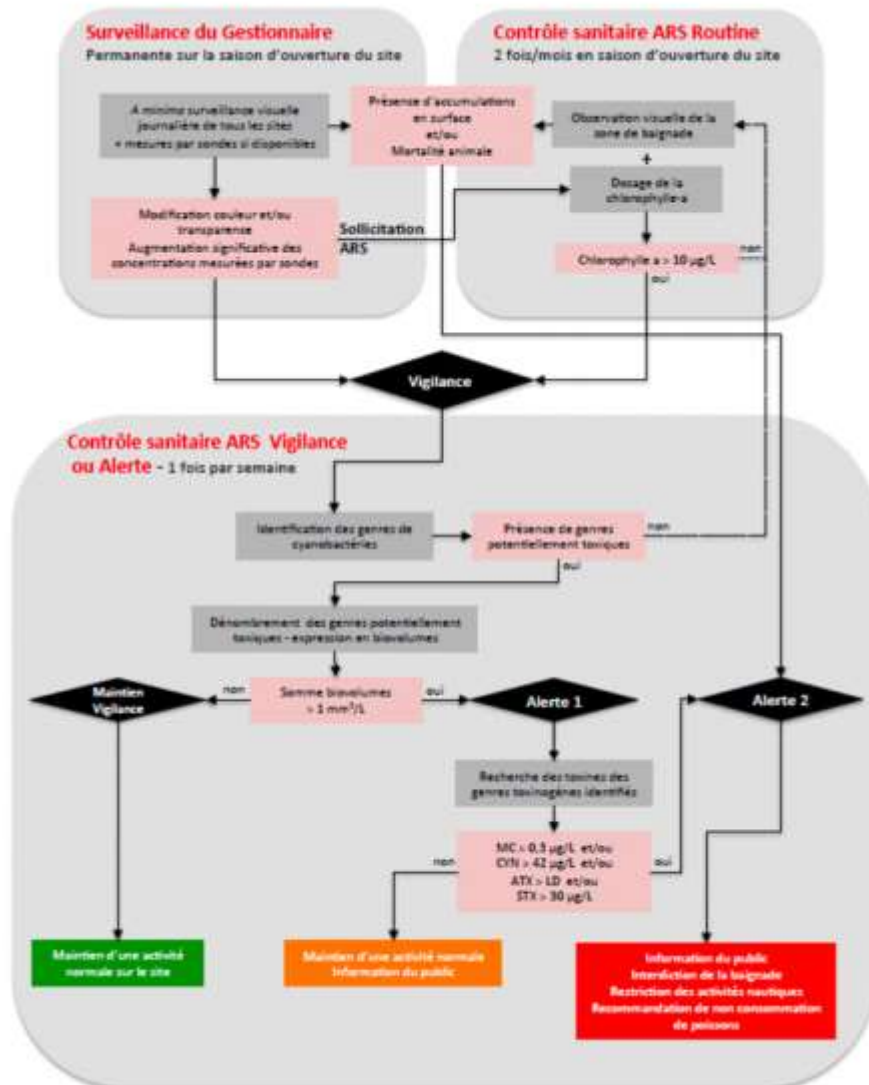 Surveillance du Gestionnaire
Permanente sur la saison d'ouverture du site
Contrôle sanitaire ARS Routine
2 fois/mois en saison d'ouverture du site
A minima surveillance visuelle
journalière de tous les sites
+ mesures par sondes si disponibles
Présence d'accumulations
en surface
et/ou
Mortalité animale
Observation visuelle de la
zone de baignade
+
Dosage de la
chlorophylle-a
Modification couleur et/ou
transparence
Augmentation significative des
concentrations mesurées par sondes
Sollicitation
ARS
Chlorophylle a > 10 µg/L
non
oui
Vigilance
Contrôle sanitaire ARS Vigilance
ou Alerte - 1 fois par semaine
Identification des genres de
cyanobactéries
Présence de genres
potentiellement toxiques
non
oui
Dénombrement des genres potentiellement
toxiques - expression en biovolumes
Maintien
Vigilance
non
Somme biovolumes
> 1 mm³/L
oui
Alerte 1
Alerte 2
Recherche des toxines des
genres toxinogènes identifiés
non
MC > 0,3 µg/L et/ou
CYN > 42 µg/L et/ou
ATX > LD et/ou
STX > 30 µg/L
oui
Maintien d'une activité
normale sur le site
Maintien d'une activité normale
Information du public
Information du public
Interdiction de la baignade
Restriction des activités nautiques
Recommandation de non consommation
de poissons